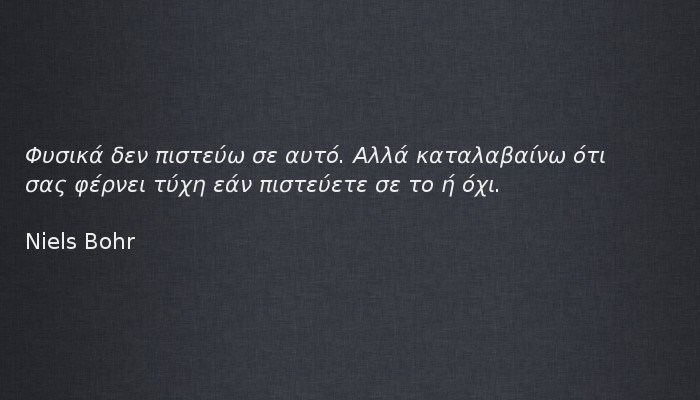 Φυσικά δεν πιστεύω σε αυτό. Αλλά καταλαβαίνω ότι
σας φέρνει τύχη εάν πιστεύετε σε το ή όχι.
Niels Bohr